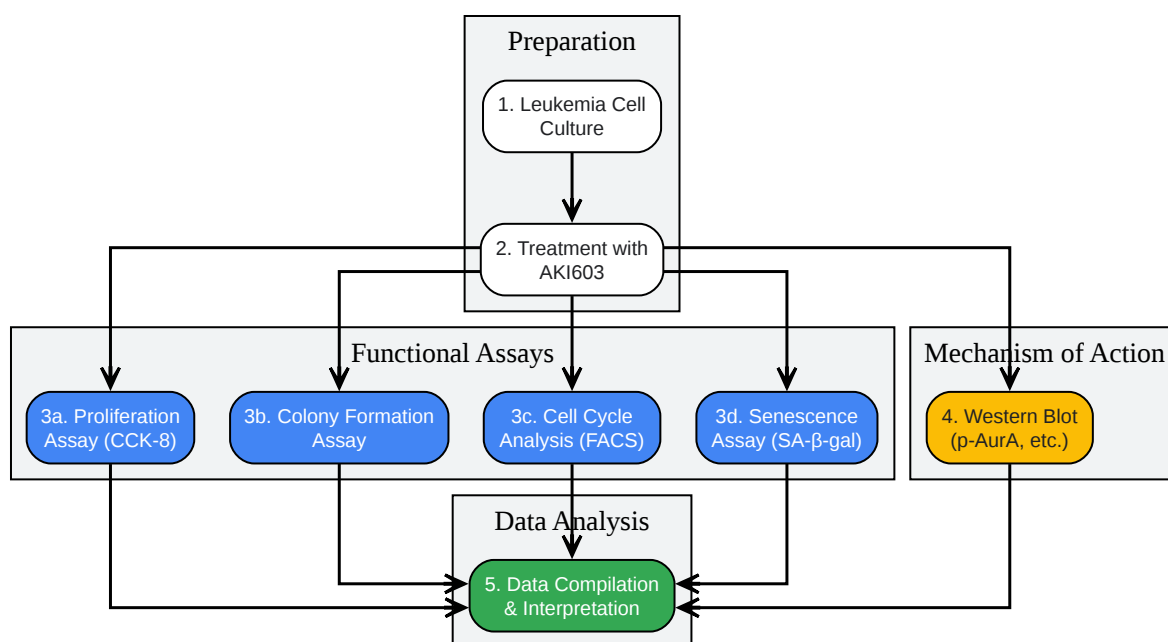 Preparation
1. Leukemia Cell
Culture
2. Treatment with
AKI603
Functional Assays
Mechanism of Action
3a. Proliferation
Assay (CCK-8)
3b. Colony Formation
Assay
3c. Cell Cycle
Analysis (FACS)
3d. Senescence
Assay (SA-β-gal)
4. Western Blot
(p-AurA, etc.)
Data Analysis
5. Data Compilation
& Interpretation